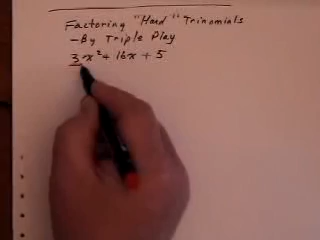 Factoring "Hard" Trinomials
- By Triple Play
3x² + 16x + 5